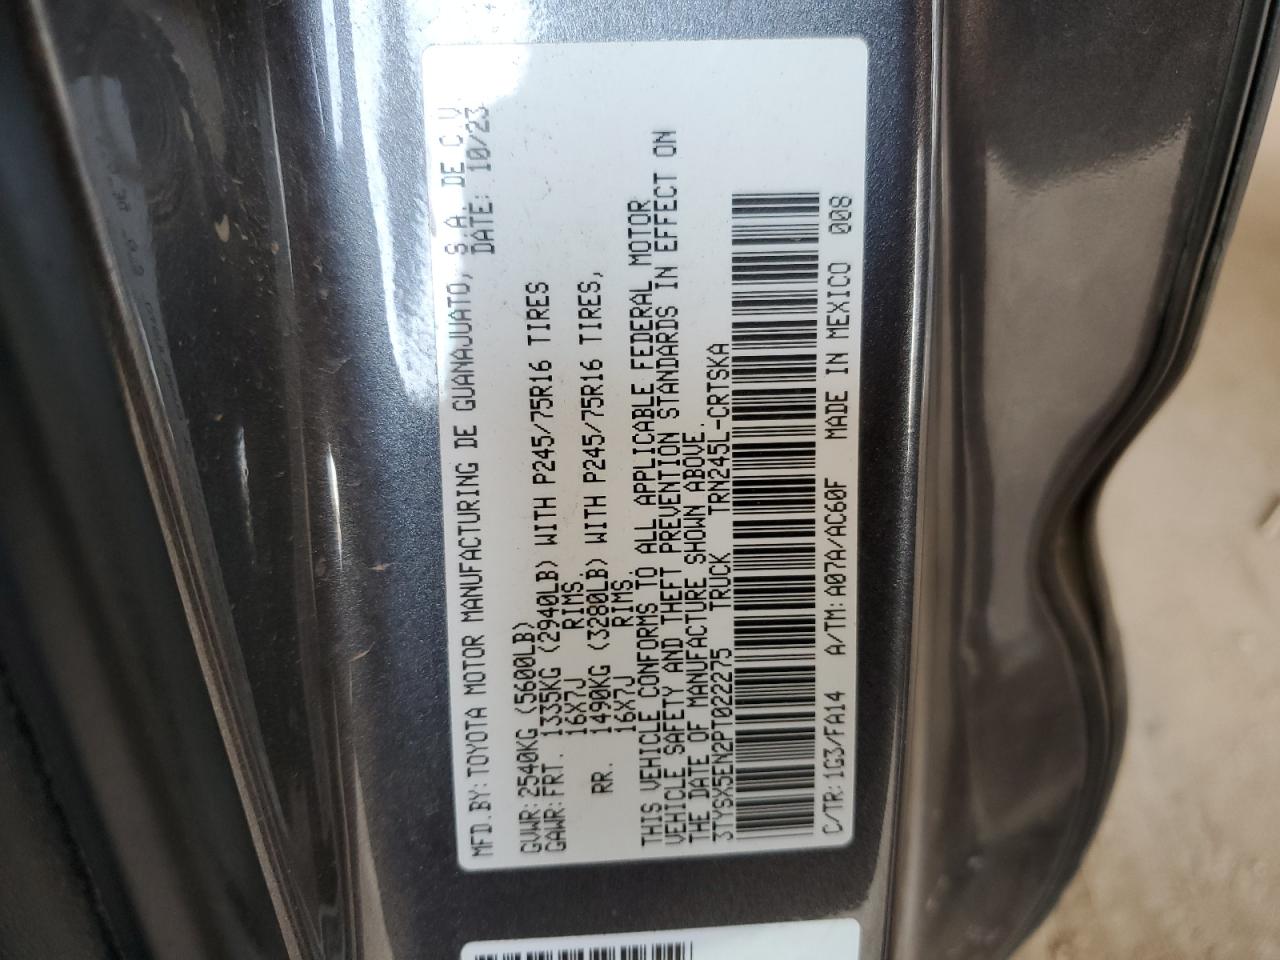 MFD.BY:TOYOTA MOTOR MANUFACTURING DE GUANAJUATO, S.A. DE C.V.
DATE: 10/23
GVWR:2540KG (5600LB)
GAWR:FRT. 1335KG (2940LB) WITH P245/75R16 TIRES
16X7J RIMS.
RR. 1490KG (3280LB) WITH P245/75R16 TIRES,
16X7J RIMS.
THIS VEHICLE CONFORMS TO ALL APPLICABLE FEDERAL MOTOR
VEHICLE SAFETY AND THEFT PREVENTION STANDARDS IN EFFECT ON
THE DATE OF MANUFACTURE SHOWN ABOVE.
3TYSX5EN2PT022275 TRUCK TRN245L-CRTSKA
C/TR:1G3/FA14 A/TM:A07A/AC60F MADE IN MEXICO 008